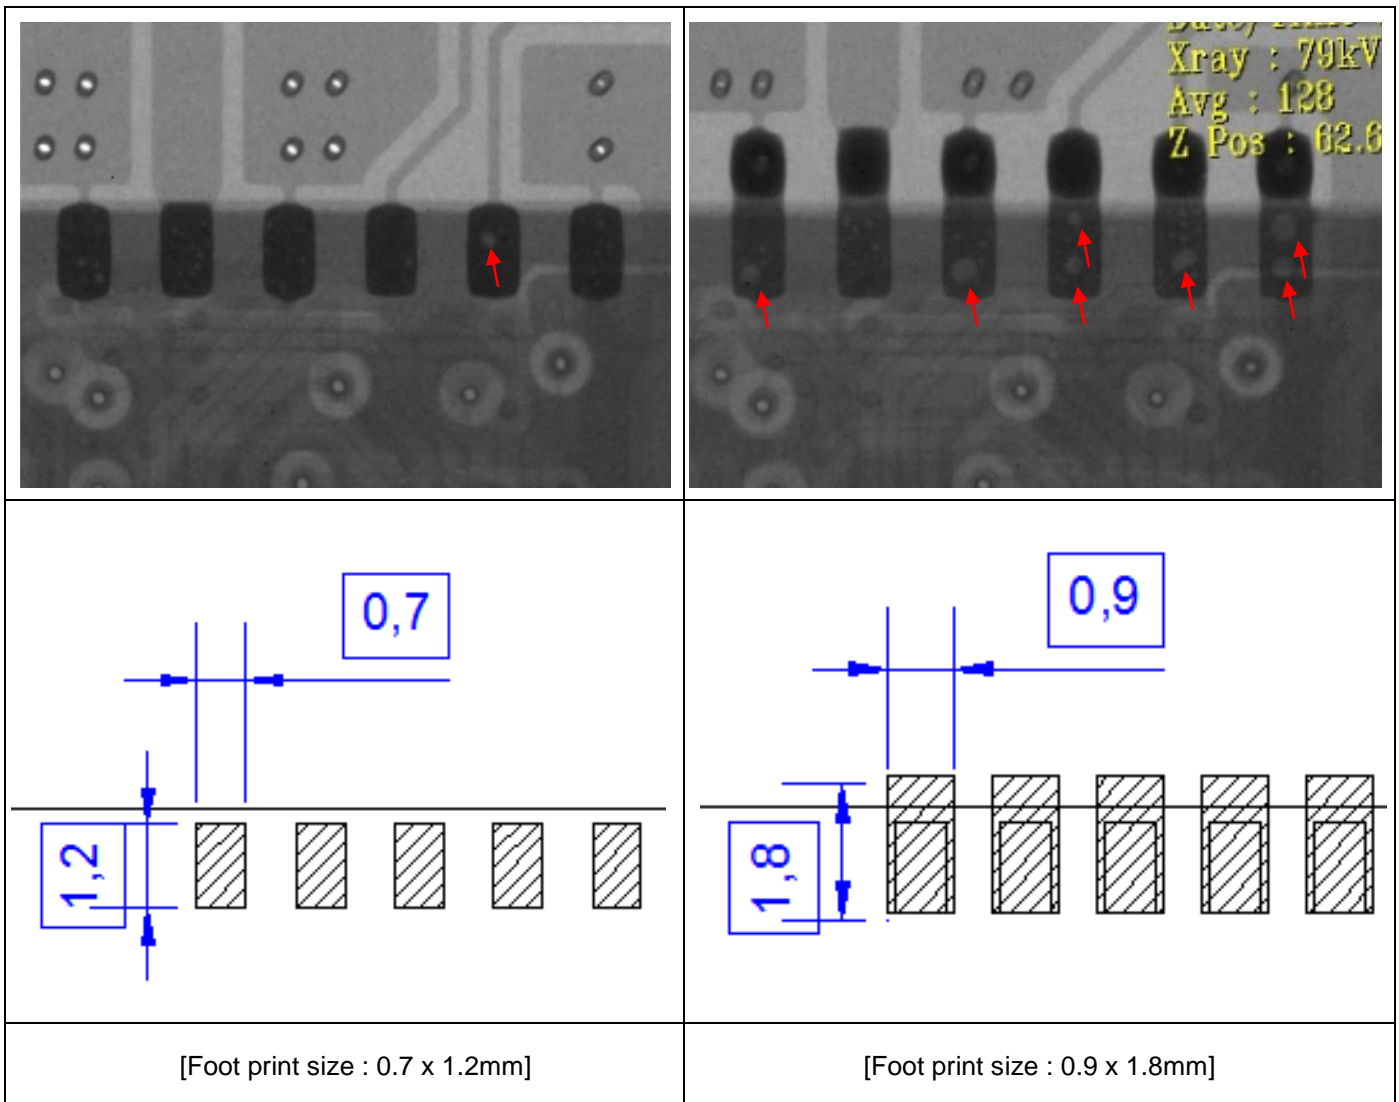 Xray : 79kV
Avg : 128
Z Pos : 62.6
0,7
1,2
0,9
1,8
[Foot print size : 0.7 x 1.2mm]
[Foot print size : 0.9 x 1.8mm]